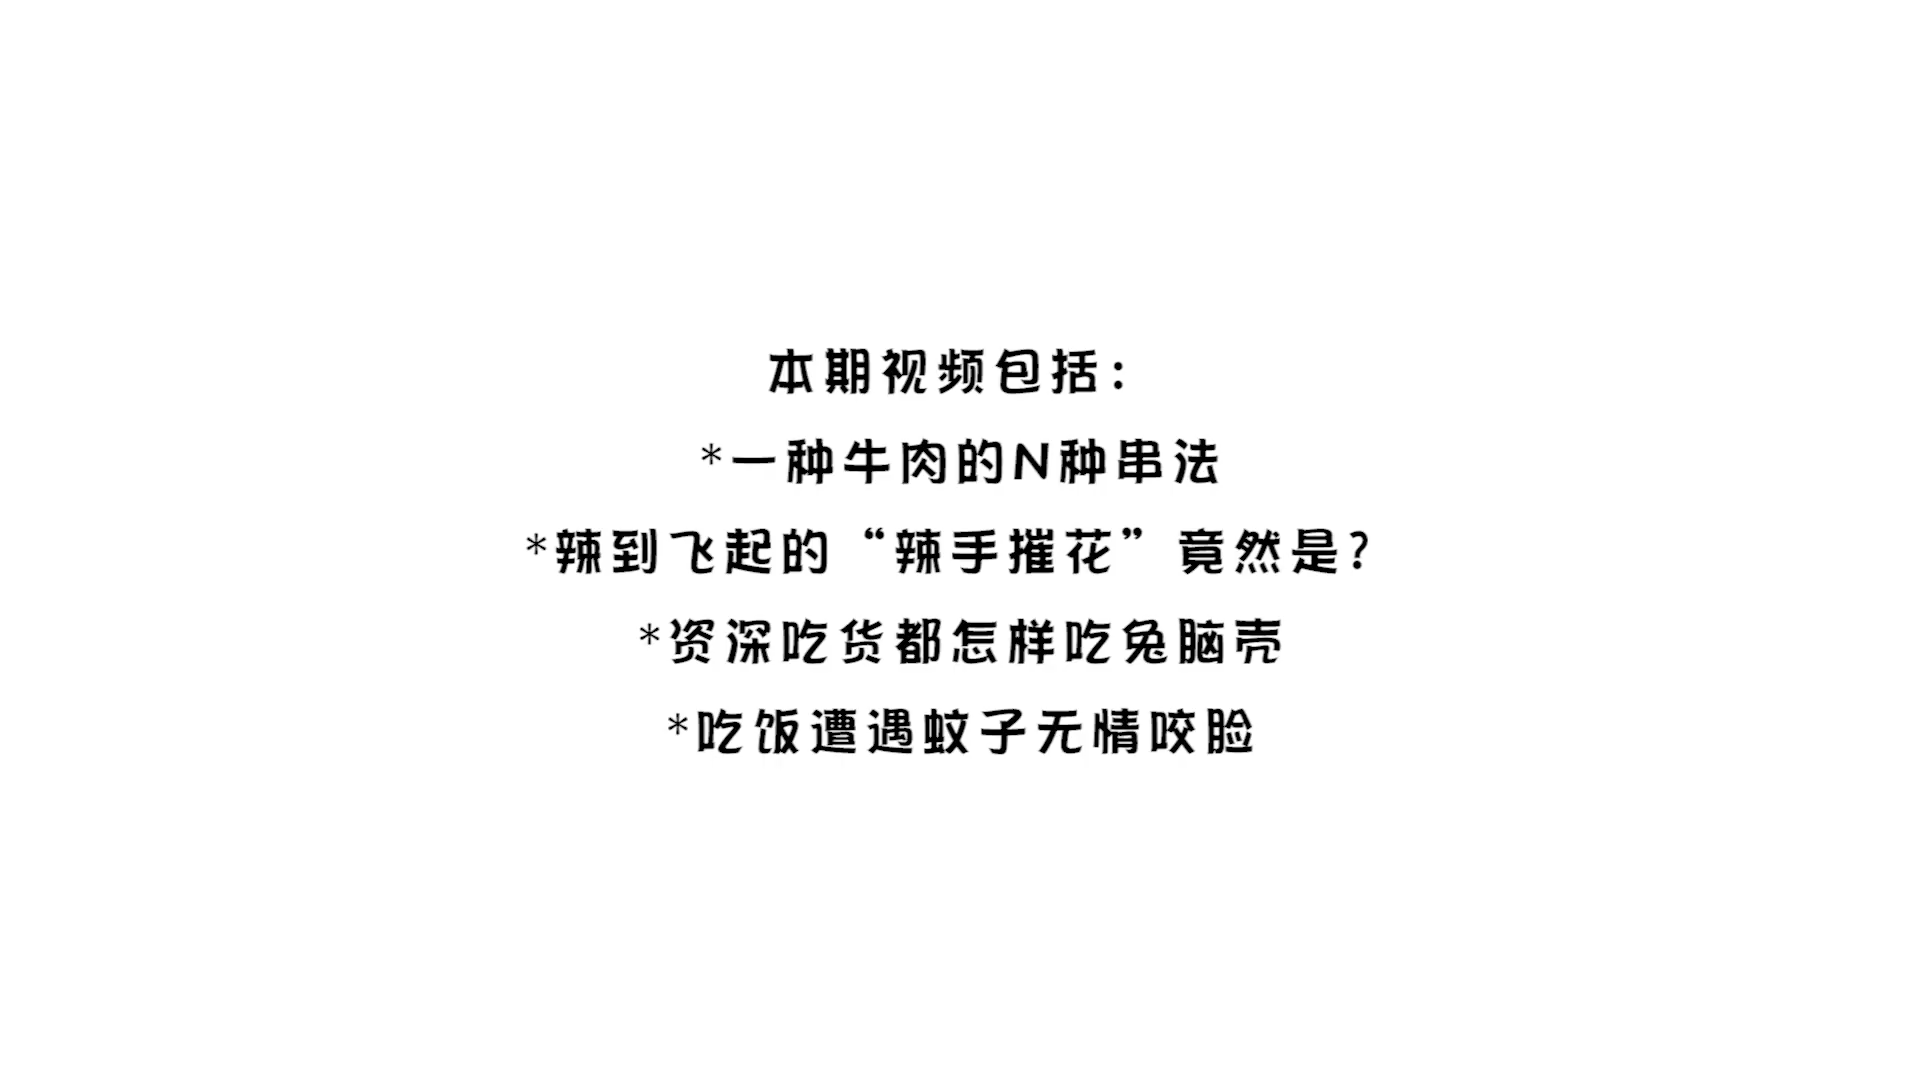 本期视频包括：
*一种牛肉的N种串法
*辣到飞起的“辣手摧花”竟然是？
*资深吃货都怎样吃兔脑壳
*吃饭遭遇蚊子无情咬脸